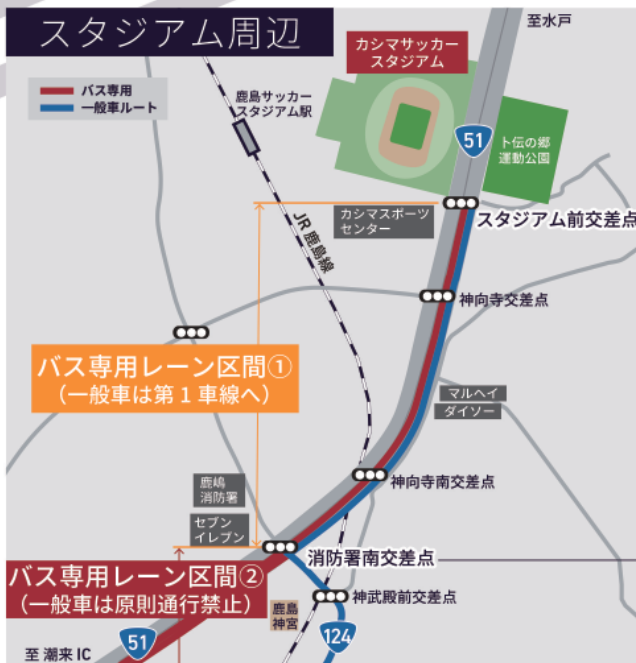 スタジアム周辺
バス専用
一般車ルート
鹿島サッカー
スタジアム駅
カシマサッカー
スタジアム
至水戸
51
卜伝の郷
運動公園
カシマスポーツ
センター
スタジアム前交差点
JR鹿島線
神向寺交差点
バス専用レーン区間①
（一般車は第１車線へ）
マルヘイ
ダイソー
鹿嶋
消防署
神向寺南交差点
セブン
イレブン
消防署南交差点
バス専用レーン区間②
（一般車は原則通行禁止）
鹿島
神宮
神武殿前交差点
124
51
至 潮来 IC